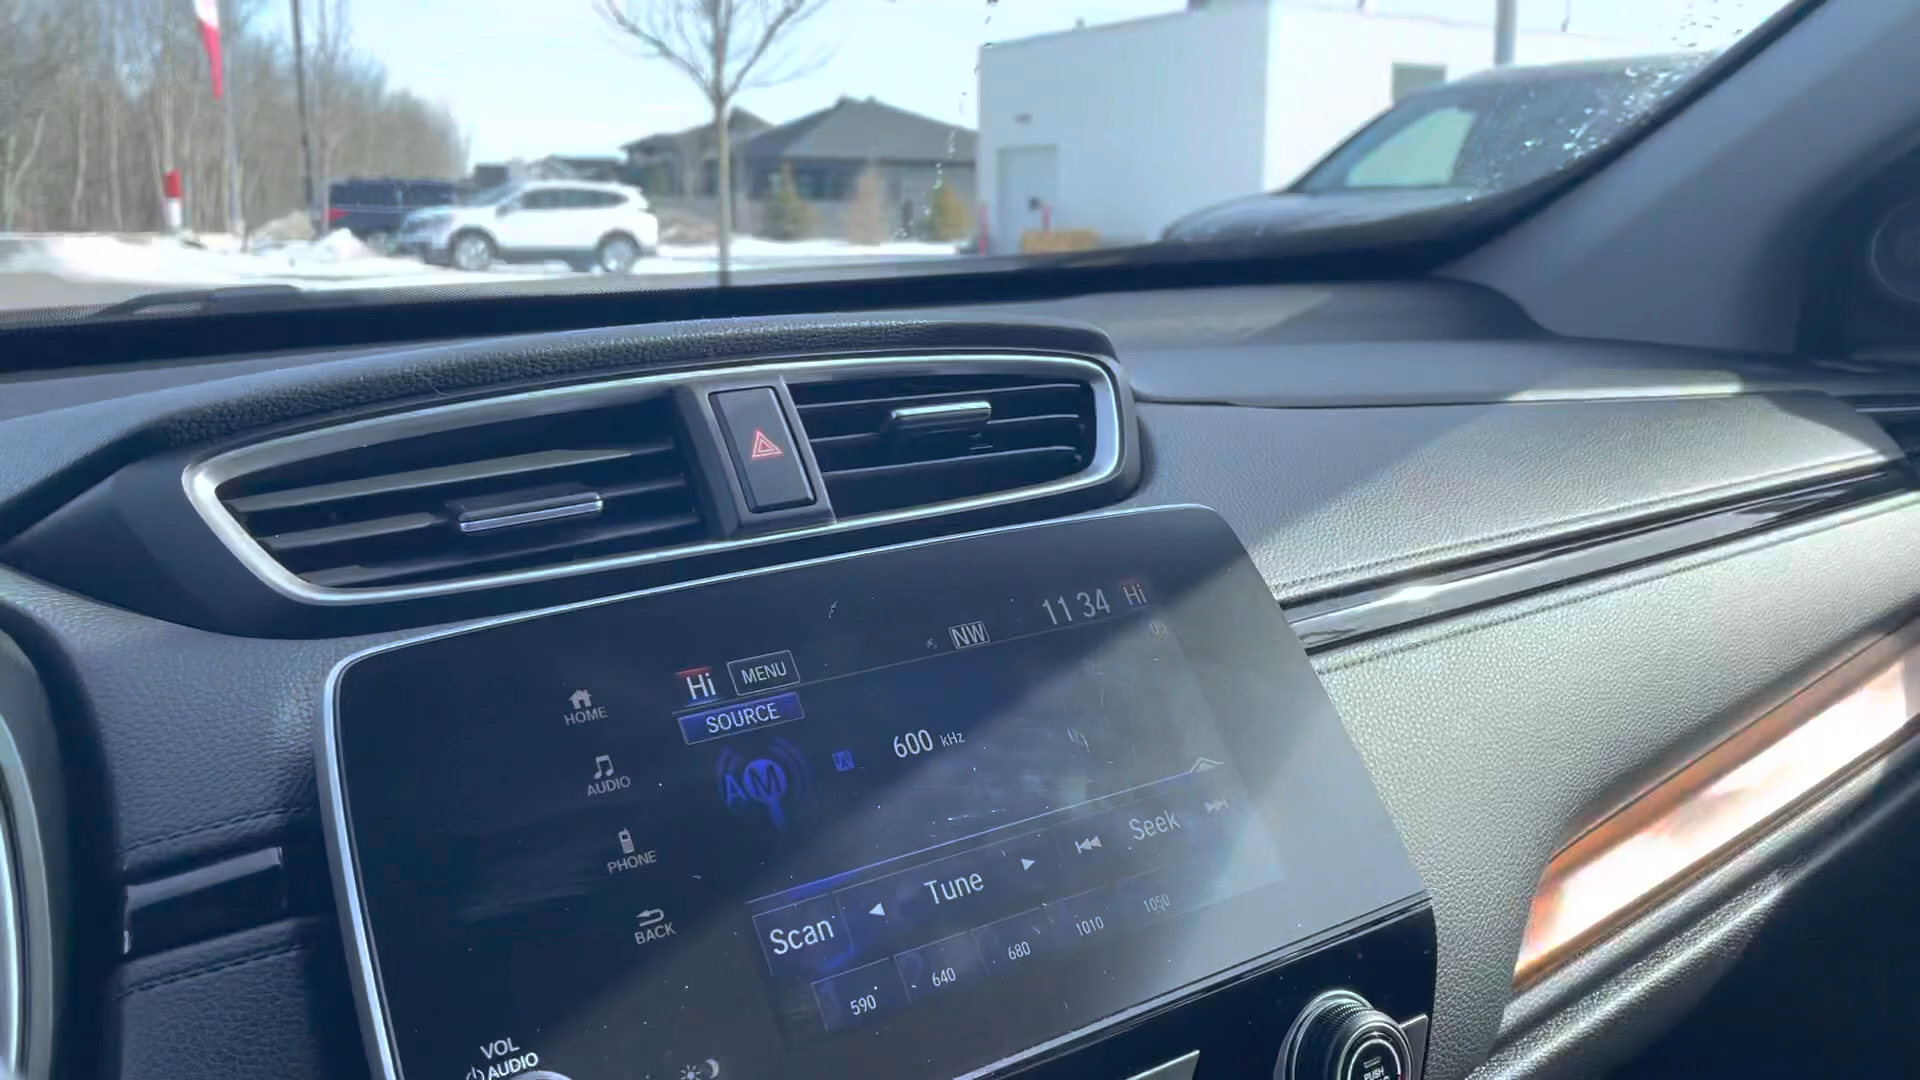 NW
11 34
Hi
Hi
MENU
HOME
SOURCE
600 kHz
AUDIO
AM
Seek
PHONE
Tune
Scan
BACK
590
640
680
1010
1050
VOL
AUDIO
PUSH